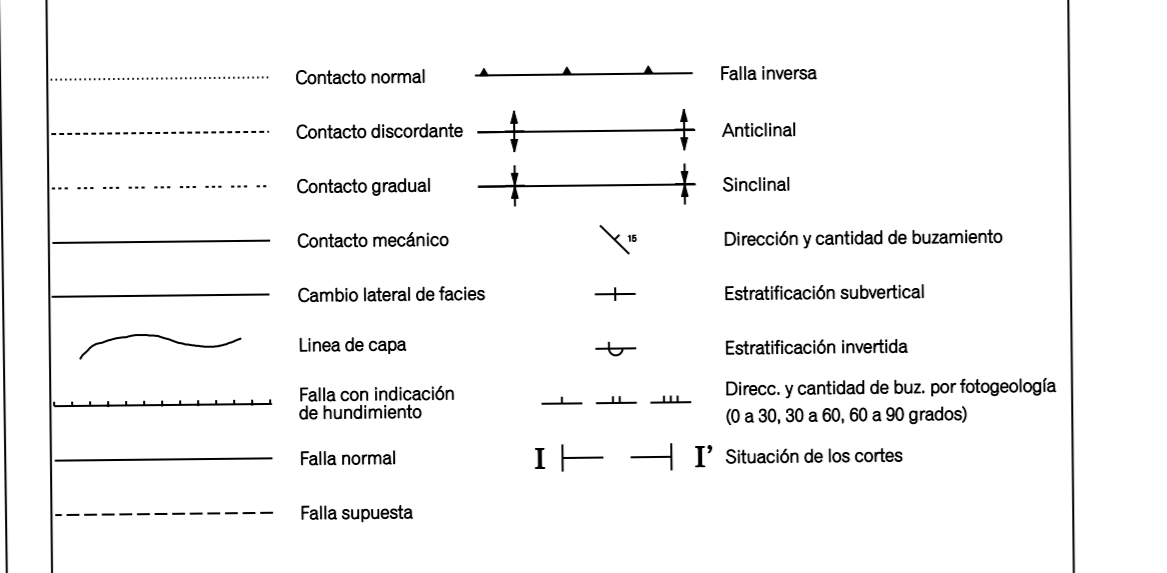 Contacto normal
Contacto discordante
Contacto gradual
Contacto mecánico
Cambio lateral de facies
Linea de capa
Falla con indicación
de hundimiento
Falla normal
Falla supuesta
Falla inversa
Anticlinal
Sinclinal
15
Dirección y cantidad de buzamiento
Estratificación subvertical
Estratificación invertida
Direcc. y cantidad de buz. por fotogeología
(0 a 30, 30 a 60, 60 a 90 grados)
I I' Situación de los cortes